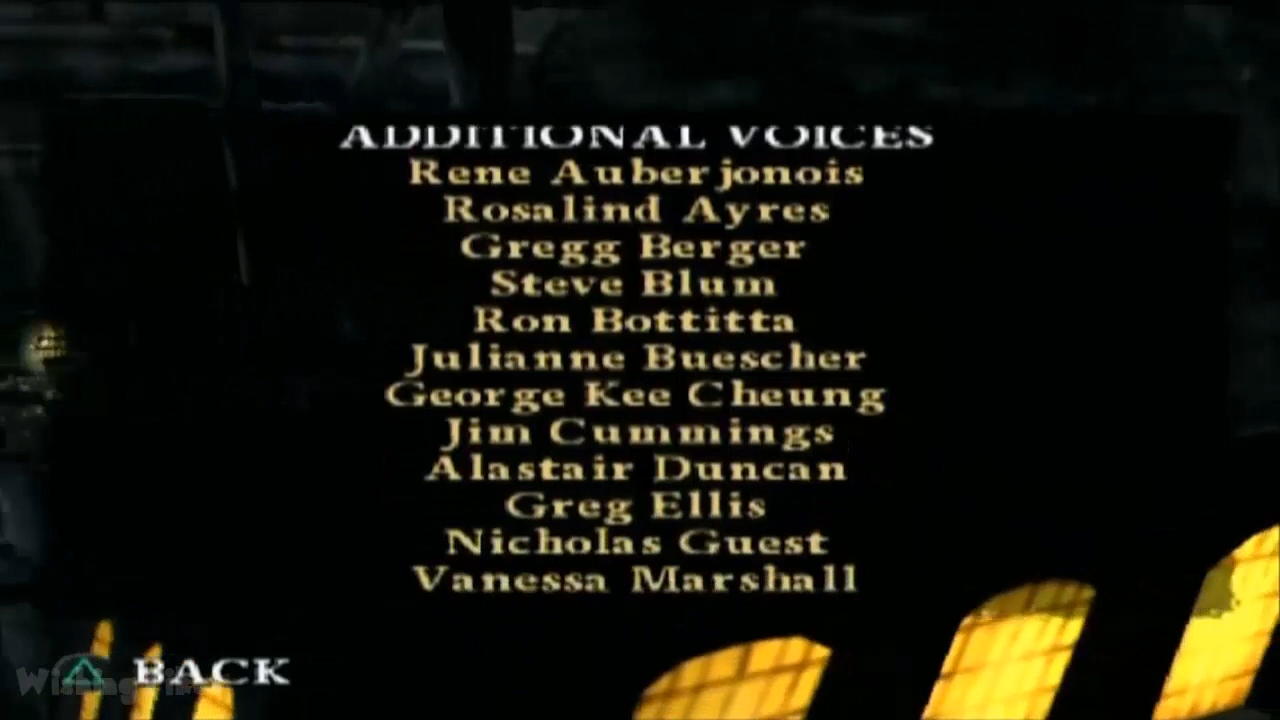 ADDITIONAL VOICES
Rene Auberjonois
Rosalind Ayres
Gregg Berger
Steve Blum
Ron Bottitta
Julianne Buescher
George Kee Cheung
Jim Cummings
Alastair Duncan
Greg Ellis
Nicholas Guest
Vanessa Marshall
BACK